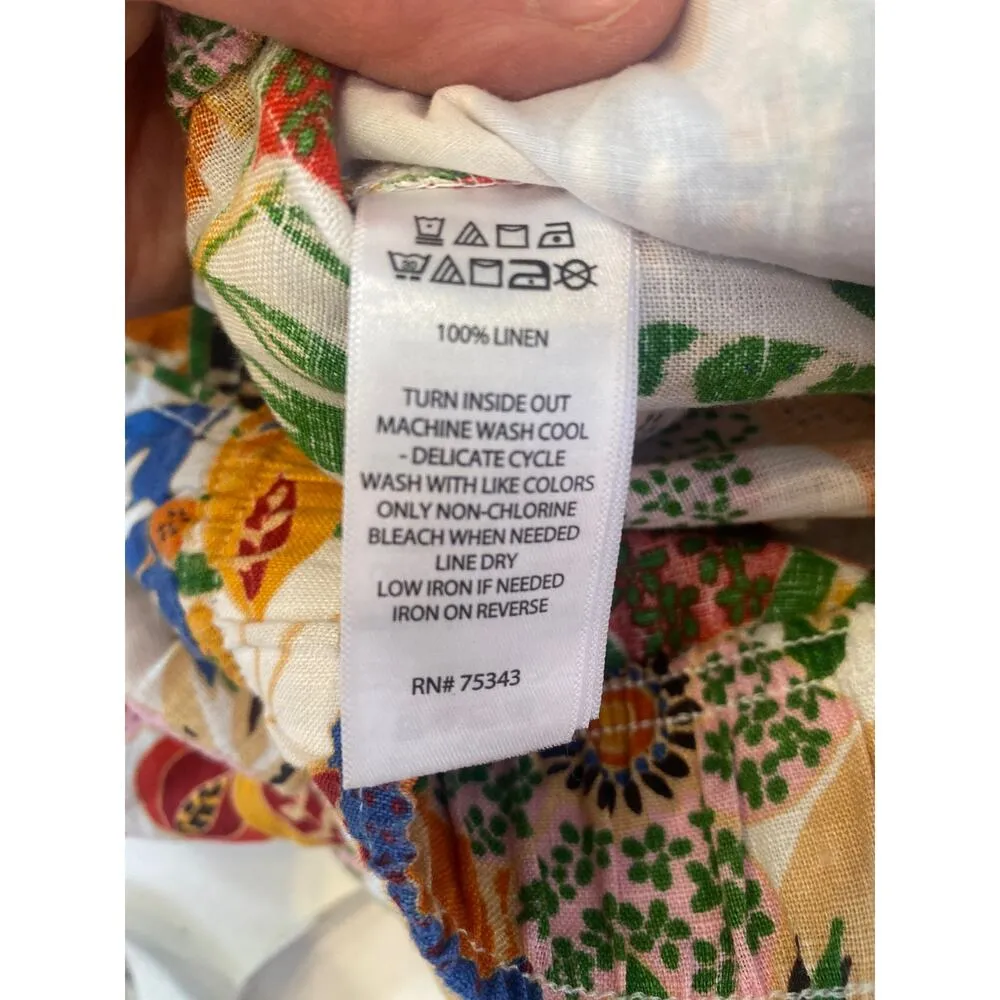 30
100% LINEN
TURN INSIDE OUT
MACHINE WASH COOL
- DELICATE CYCLE
WASH WITH LIKE COLORS
ONLY NON-CHLORINE
BLEACH WHEN NEEDED
LINE DRY
LOW IRON IF NEEDED
IRON ON REVERSE
RN# 75343